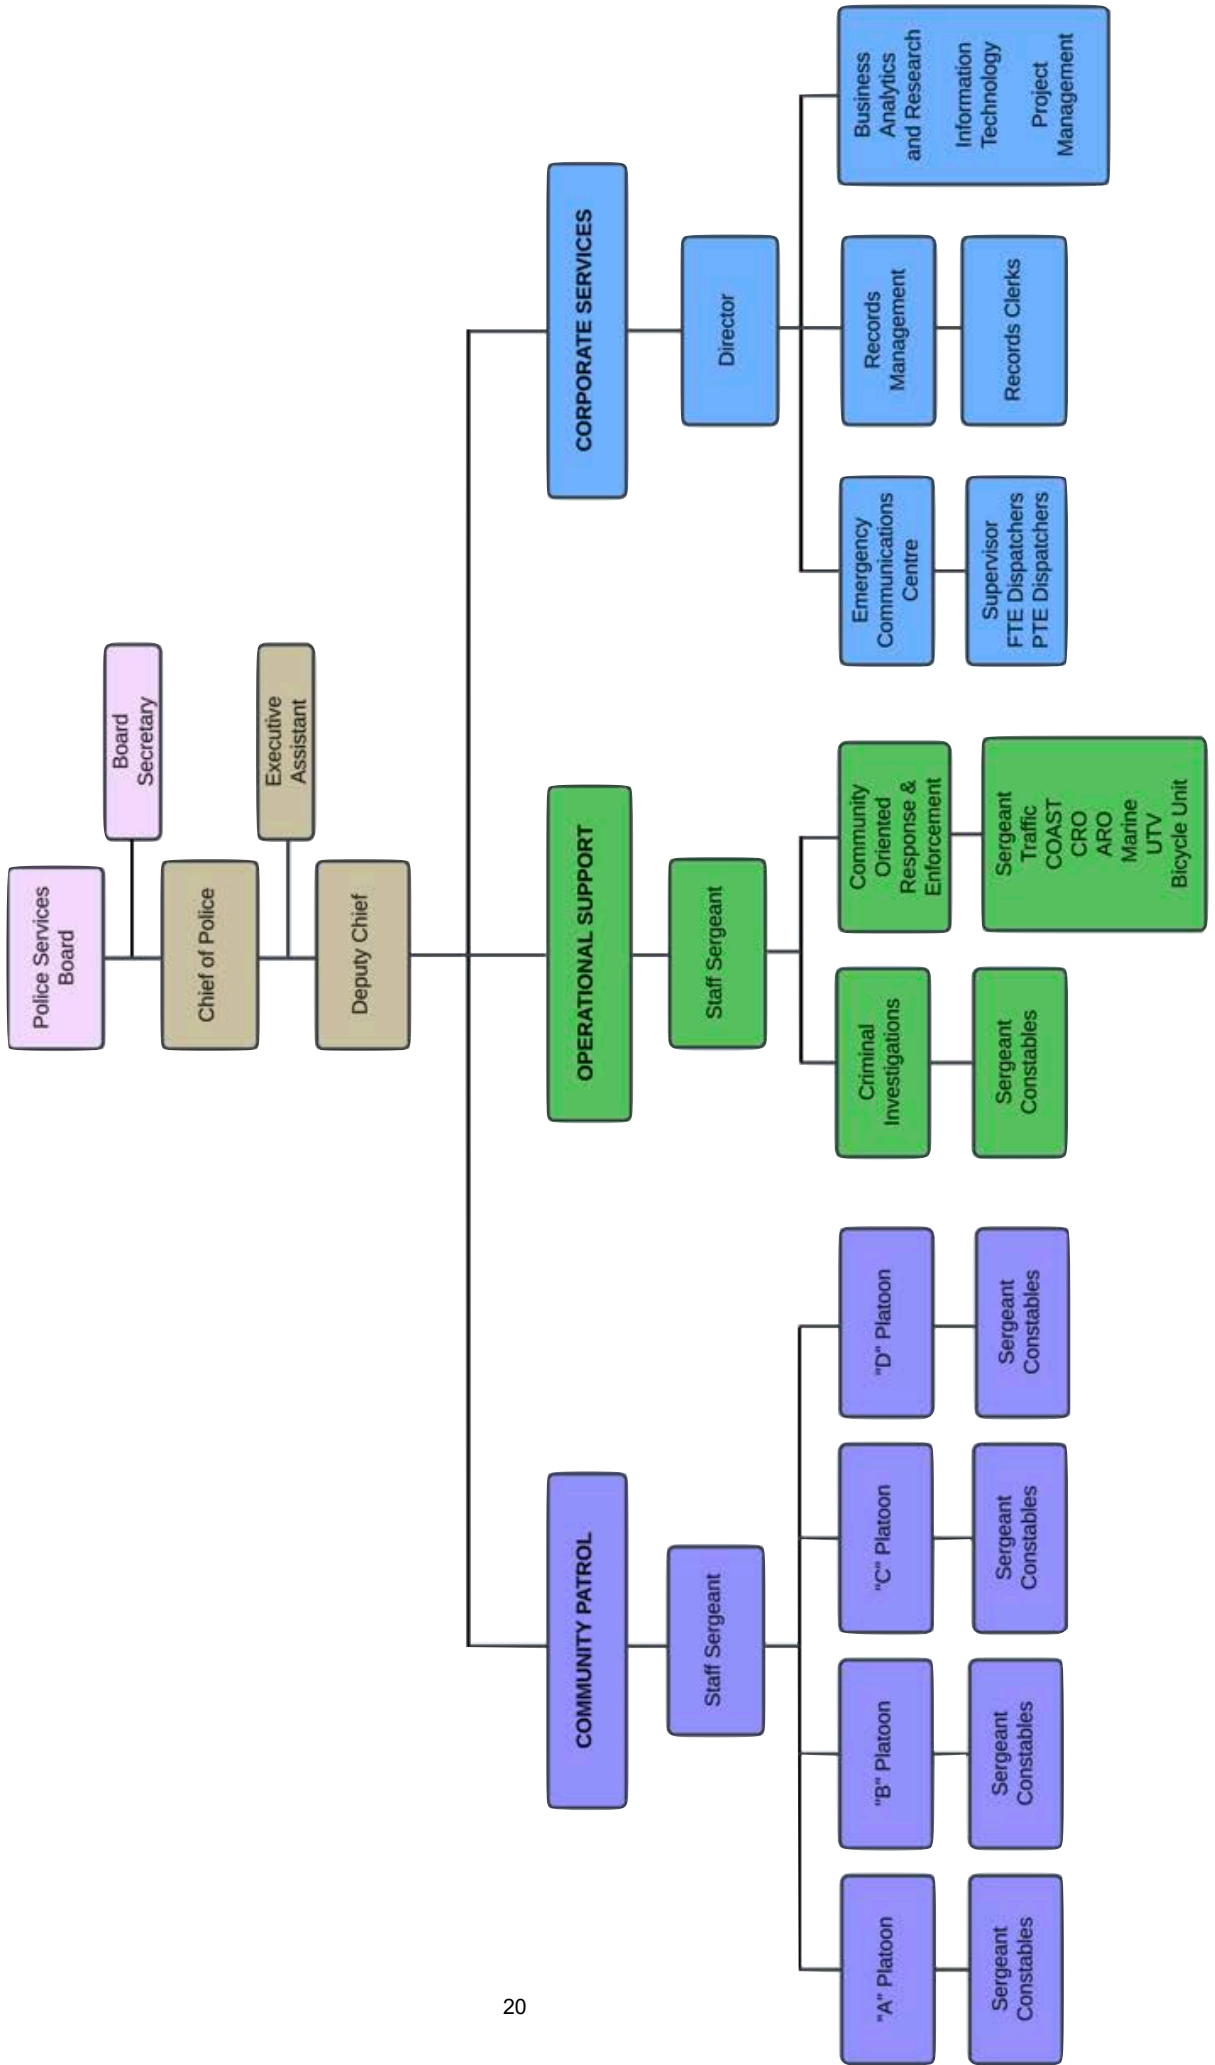 Police Services
Board
Board
Secretary
Chief of Police
Executive
Assistant
Deputy Chief
COMMUNITY PATROL
OPERATIONAL SUPPORT
CORPORATE SERVICES
Staff Sergeant
Staff Sergeant
Director
"A" Platoon
"B" Platoon
"C" Platoon
"D" Platoon
Criminal
Investigations
Community
Oriented
Response &
Enforcement
Emergency
Communications
Centre
Records
Management
Business
Analytics
and Research
Information
Technology
Project
Management
Sergeant
Constables
Sergeant
Constables
Sergeant
Constables
Sergeant
Constables
Sergeant
Constables
Sergeant
Traffic
COAST
CRO
ARO
Marine
UTV
Bicycle Unit
Supervisor
FTE Dispatchers
PTE Dispatchers
Records Clerks
20